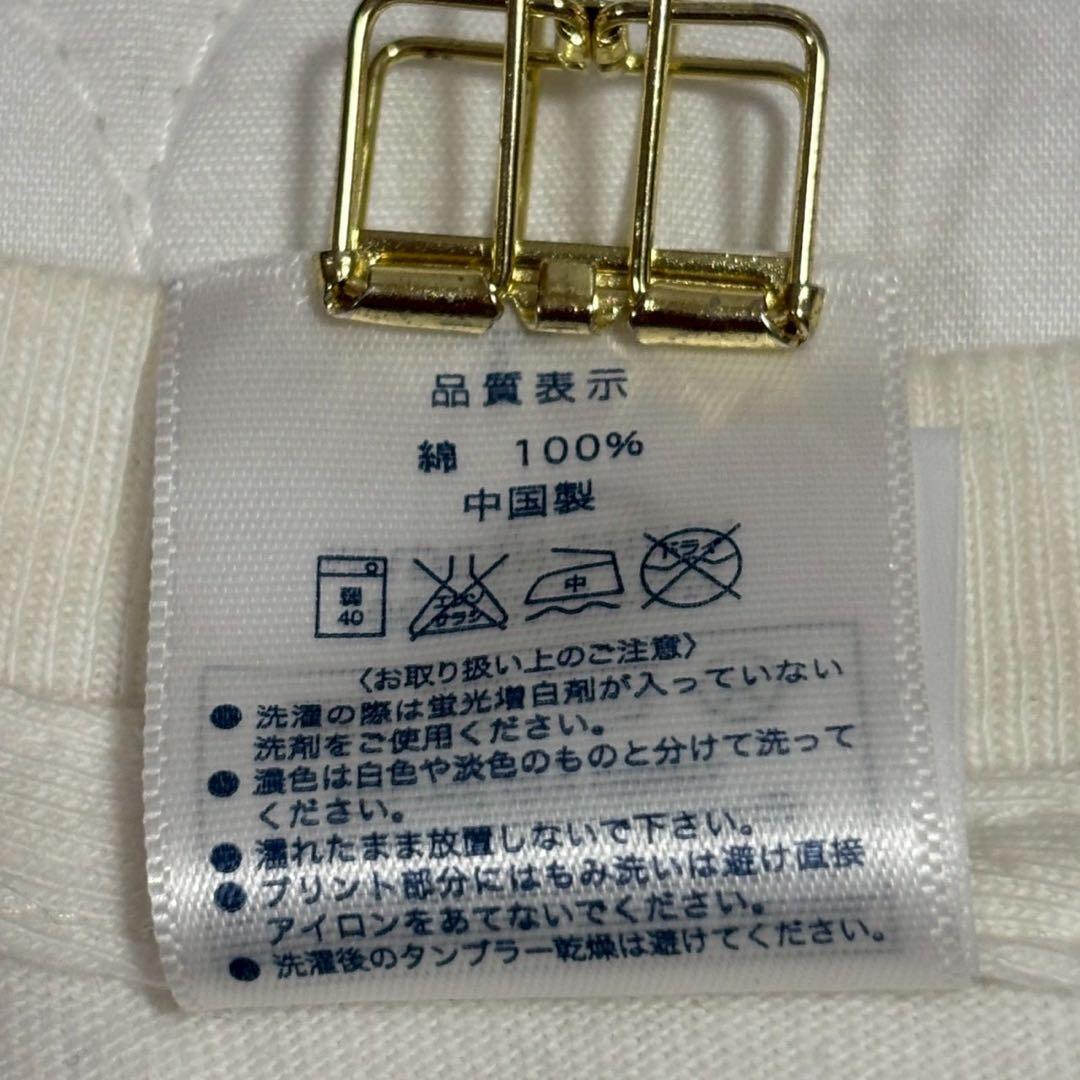 品質表示
綿 100%
中国製
弱
40
エンソ
サラシ
中
ドライ
〈お取り扱い上のご注意〉
● 洗濯の際は蛍光増白剤が入っていない
洗剤をご使用ください。
● 濃色は白色や淡色のものと分けて洗って
ください。
● 濡れたまま放置しないで下さい。
● プリント部分にはもみ洗いは避け直接
アイロンをあてないでください。
● 洗濯後のタンブラー乾燥は避けてください。